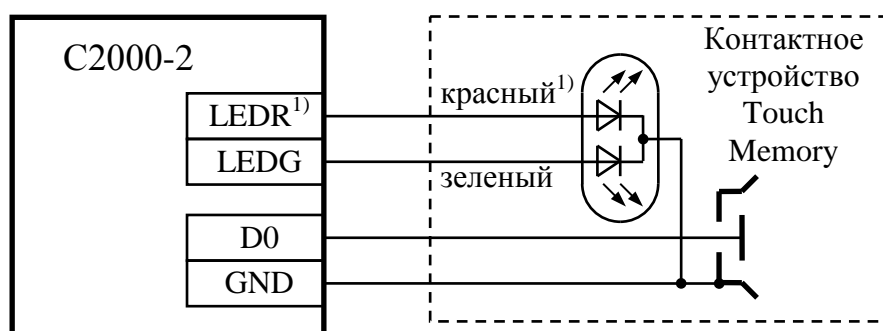 С2000-2
LEDR¹⁾
LEDG
D0
GND
красный¹⁾
зеленый
Контактное
устройство
Touch
Memory